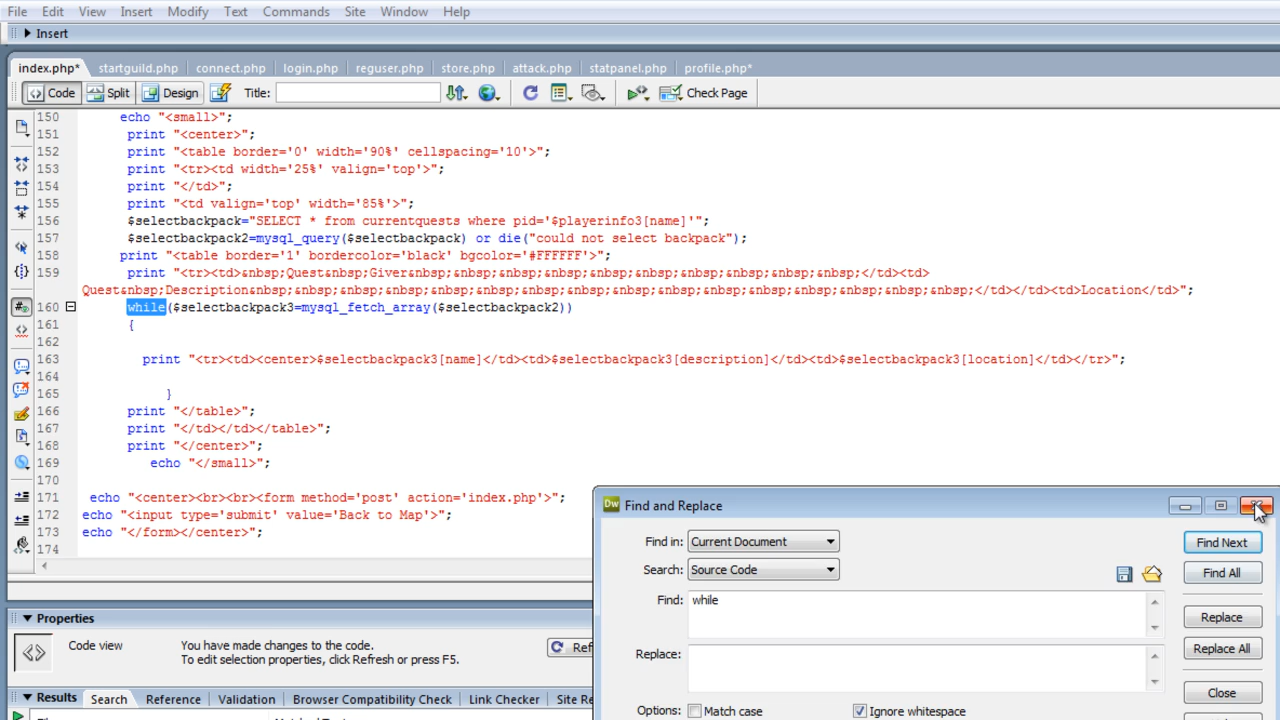 File Edit View Insert Modify Text Commands Site Window Help
Insert
index.php* startguild.php connect.php login.php reguser.php store.php attack.php statpanel.php profile.php*
Code Split Design Title: Check Page
150 echo "<small>";
151 print "<center>";
152 print "<table border='0' width='90%' cellspacing='10'>";
153 print "<tr><td width='25%' valign='top'>";
154 print "</td>";
155 print "<td valign='top' width='85%'>";
156 $selectbackpack="SELECT * from currentquests where pid='$playerinfo3[name]'";
157 $selectbackpack2=mysql_query($selectbackpack) or die("could not select backpack");
158 print "<table border='1' bordercolor='black' bgcolor='#FFFFFF'>";
159 print "<tr><td>&nbsp;Quest&nbsp;Giver&nbsp;&nbsp;&nbsp;&nbsp;&nbsp;&nbsp;&nbsp;&nbsp;&nbsp;</td><td>
Quest&nbsp;Description&nbsp;&nbsp;&nbsp;&nbsp;&nbsp;&nbsp;&nbsp;&nbsp;&nbsp;&nbsp;&nbsp;&nbsp;&nbsp;</td></td><td>Location</td>";
160 while($selectbackpack3=mysql_fetch_array($selectbackpack2))
161 {
162
163 print "<tr><td><center>$selectbackpack3[name]</td><td>$selectbackpack3[description]</td><td>$selectbackpack3[location]</td></tr>";
164
165 }
166 print "</table>";
167 print "</td></td></table>";
168 print "</center>";
169 echo "</small>";
170
171 echo "<center><br><br><form method='post' action='index.php'>";
172 echo "<input type='submit' value='Back to Map'>";
173 echo "</form></center>";
174
Find and Replace
Find in: Current Document Find Next
Search: Source Code Find All
Find: while
Replace
Replace: Replace All
Close
Options: Match case Ignore whitespace
Properties
Code view You have made changes to the code. Ref
To edit selection properties, click Refresh or press F5.
Results Search Reference Validation Browser Compatibility Check Link Checker Site Re